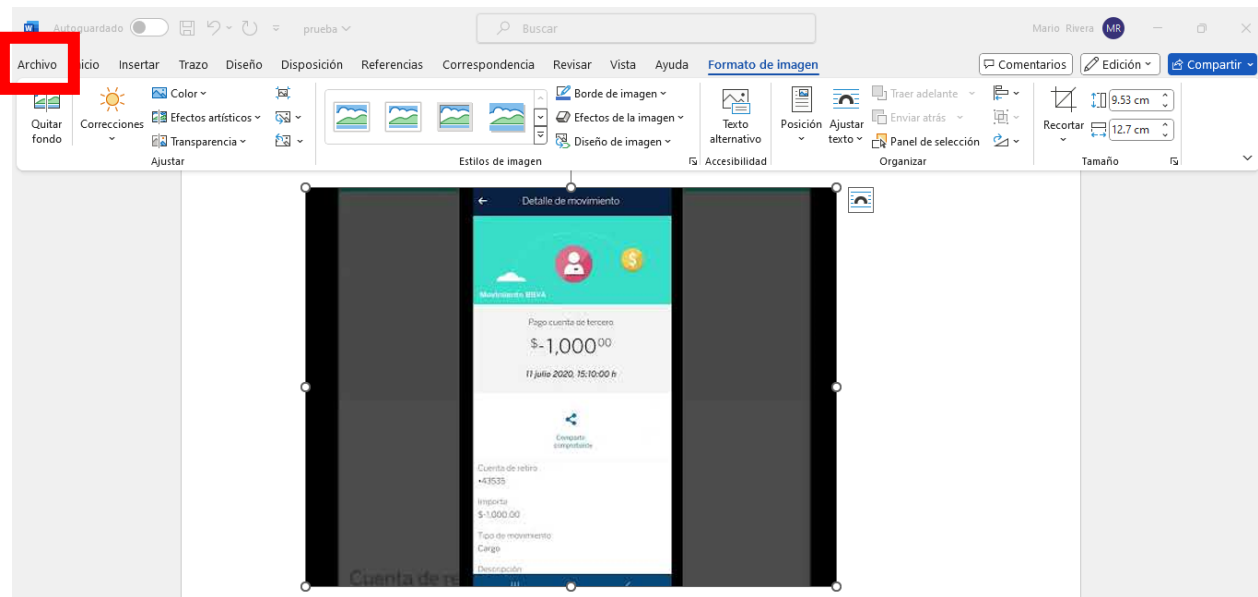 Autoguardado
prueba
Buscar
Mario Rivera
MR
Archivo
icio
Insertar
Trazo
Diseño
Disposición
Referencias
Correspondencia
Revisar
Vista
Ayuda
Formato de imagen
Comentarios
Edición
Compartir
Quitar
fondo
Correcciones
Color
Efectos artísticos
Transparencia
Ajustar
Borde de imagen
Efectos de la imagen
Diseño de imagen
Estilos de imagen
Texto
alternativo
Accesibilidad
Posición
Ajustar
texto
Traer adelante
Enviar atrás
Panel de selección
Organizar
Recortar
9.53 cm
12.7 cm
Tamaño
Detalle de movimiento
$
Movimiento BBVA
Pago cuenta de tercero
$-1,000⁰⁰
11 julio 2020, 15:10:00 h
Compartir
comprobante
Cuenta de retiro
•43535
Importa
$-1,000.00
Tipo de movimiento
Cargo
Descripción
Cuenta de re